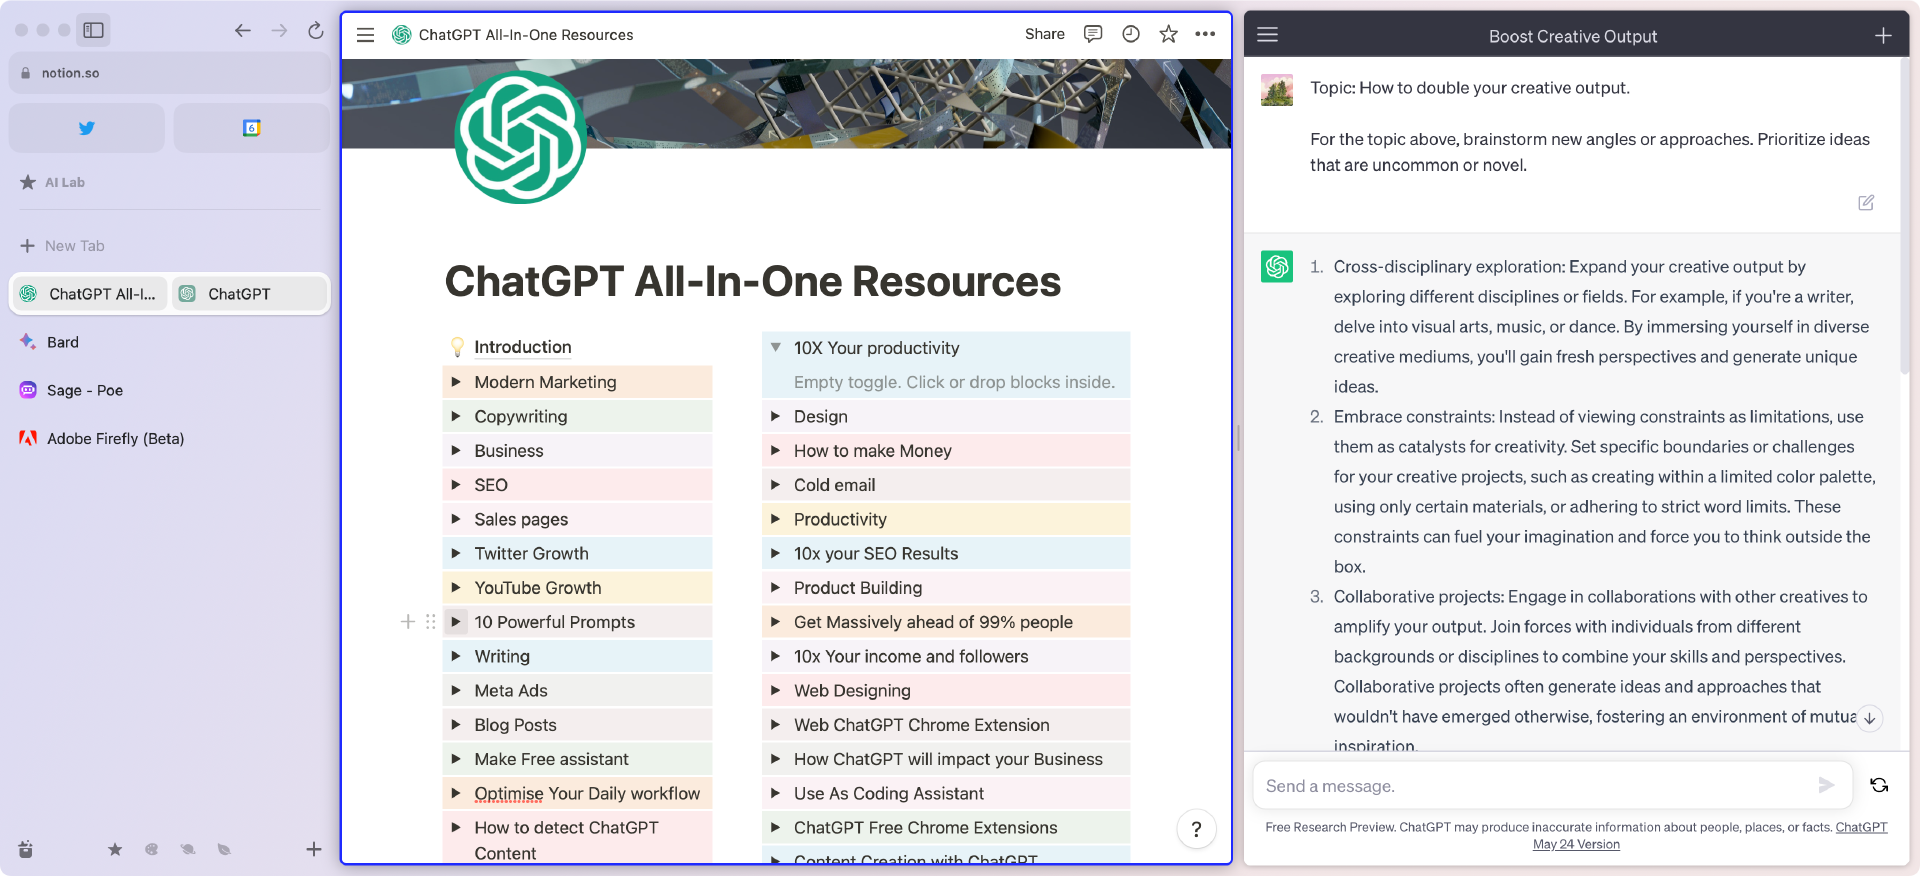 notion.so
6
AI Lab
New Tab
ChatGPT All-I...
ChatGPT
Bard
Sage - Poe
Adobe Firefly (Beta)
ChatGPT All-In-One Resources
Share
ChatGPT All-In-One Resources
Introduction
Modern Marketing
Copywriting
Business
SEO
Sales pages
Twitter Growth
YouTube Growth
10 Powerful Prompts
Writing
Meta Ads
Blog Posts
Make Free assistant
Optimise Your Daily workflow
How to detect ChatGPT
Content
10X Your productivity
Empty toggle. Click or drop blocks inside.
Design
How to make Money
Cold email
Productivity
10x your SEO Results
Product Building
Get Massively ahead of 99% people
10x Your income and followers
Web Designing
Web ChatGPT Chrome Extension
How ChatGPT will impact your Business
Use As Coding Assistant
ChatGPT Free Chrome Extensions
Content Creation with ChatGPT
?
Boost Creative Output
Topic: How to double your creative output.
For the topic above, brainstorm new angles or approaches. Prioritize ideas
that are uncommon or novel.
1. Cross-disciplinary exploration: Expand your creative output by
exploring different disciplines or fields. For example, if you're a writer,
delve into visual arts, music, or dance. By immersing yourself in diverse
creative mediums, you'll gain fresh perspectives and generate unique
ideas.
2. Embrace constraints: Instead of viewing constraints as limitations, use
them as catalysts for creativity. Set specific boundaries or challenges
for your creative projects, such as creating within a limited color palette,
using only certain materials, or adhering to strict word limits. These
constraints can fuel your imagination and force you to think outside the
box.
3. Collaborative projects: Engage in collaborations with other creatives to
amplify your output. Join forces with individuals from different
backgrounds or disciplines to combine your skills and perspectives.
Collaborative projects often generate ideas and approaches that
wouldn't have emerged otherwise, fostering an environment of mutua
inspiration.
Send a message.
Free Research Preview. ChatGPT may produce inaccurate information about people, places, or facts. ChatGPT
May 24 Version